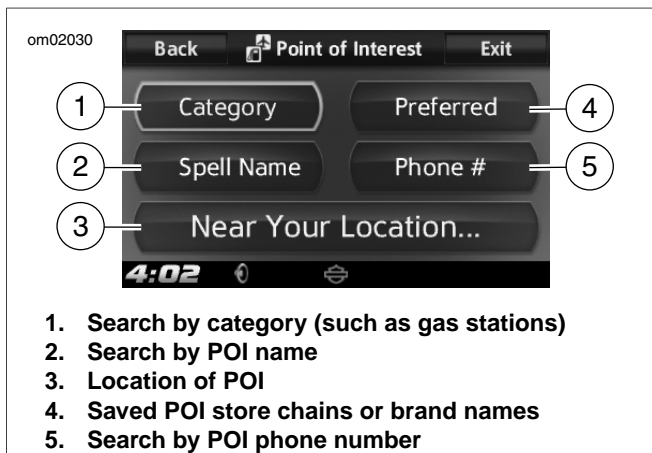 om02030
Back Point of Interest Exit
1 Category Preferred 4
2 Spell Name Phone # 5
3 Near Your Location...
4:02
1. Search by category (such as gas stations)
2. Search by POI name
3. Location of POI
4. Saved POI store chains or brand names
5. Search by POI phone number